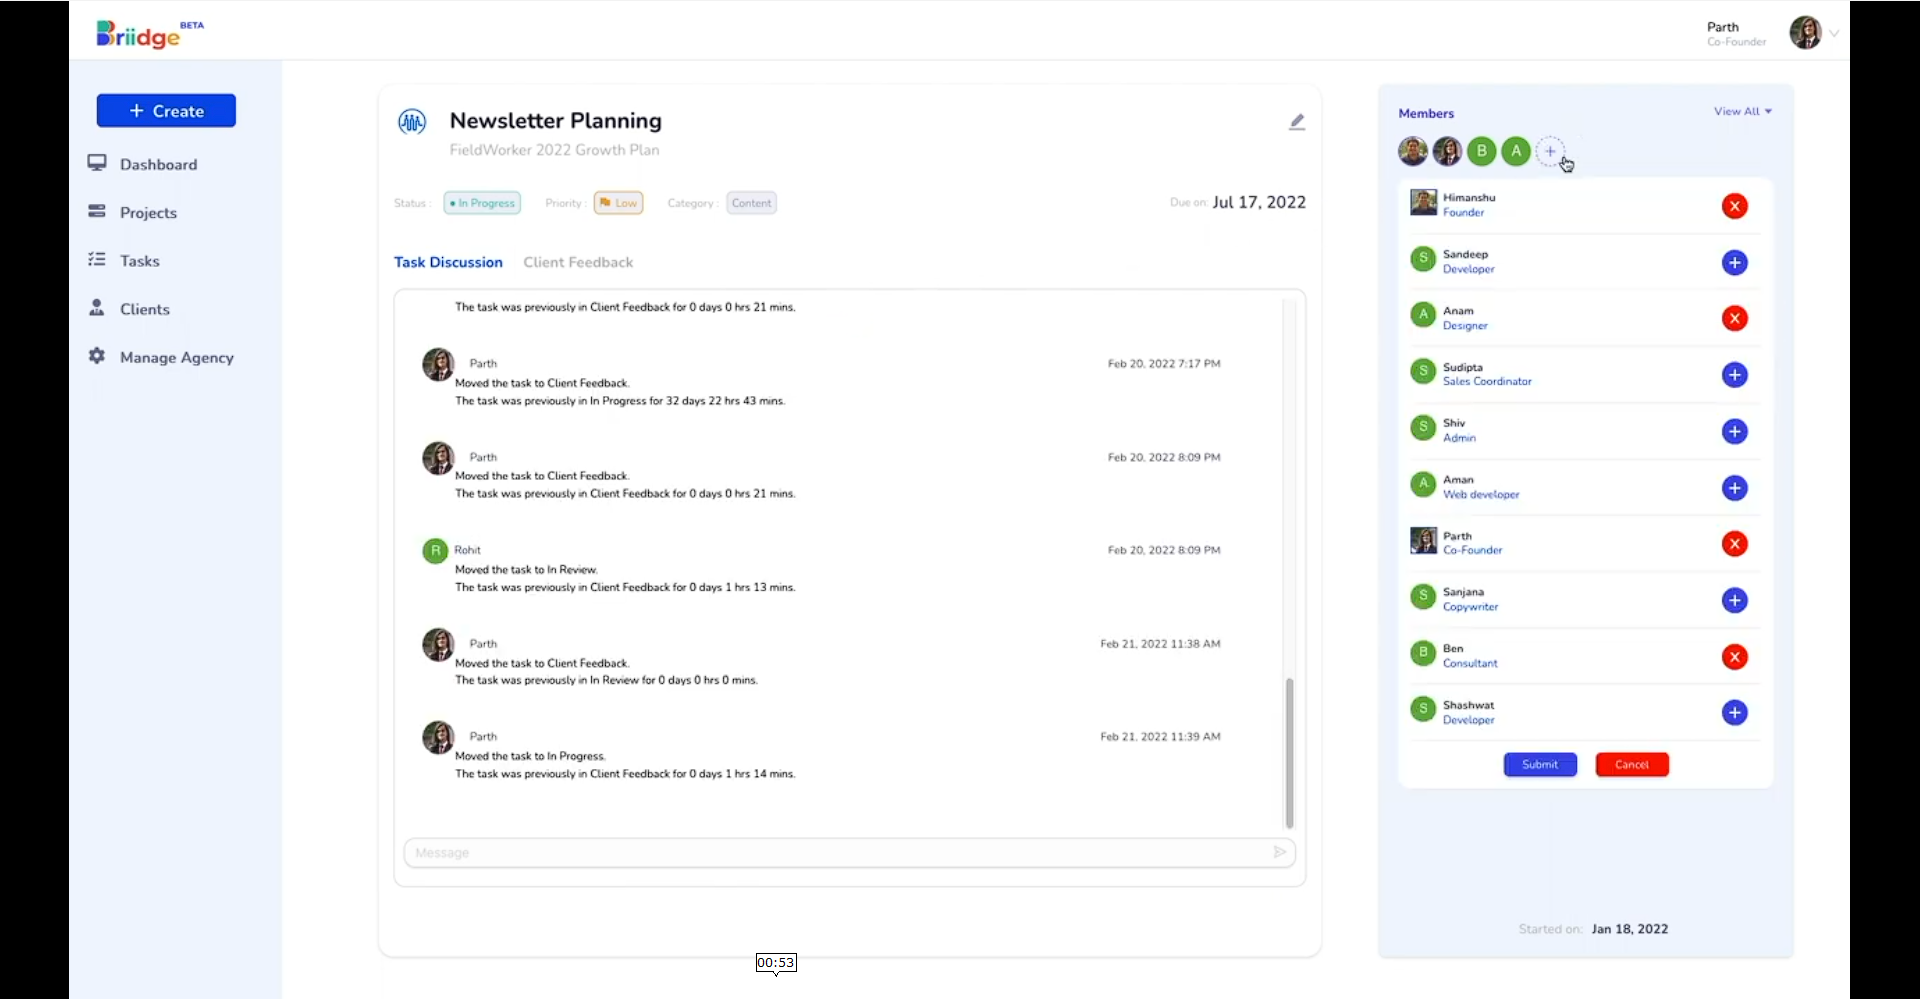 Briidge BETA
Parth
Co-Founder
+ Create
Dashboard
Projects
Tasks
Clients
Manage Agency
Newsletter Planning
FieldWorker 2022 Growth Plan
Status : In Progress Priority : Low Category : Content Due on: Jul 17, 2022
Task Discussion Client Feedback
The task was previously in Client Feedback for 0 days 0 hrs 21 mins.
Parth Feb 20, 2022 7:17 PM
Moved the task to Client Feedback.
The task was previously in In Progress for 32 days 22 hrs 43 mins.
Parth Feb 20, 2022 8:09 PM
Moved the task to Client Feedback.
The task was previously in Client Feedback for 0 days 0 hrs 21 mins.
R Rohit Feb 20, 2022 8:09 PM
Moved the task to In Review.
The task was previously in Client Feedback for 0 days 1 hrs 13 mins.
Parth Feb 21, 2022 11:38 AM
Moved the task to Client Feedback.
The task was previously in In Review for 0 days 0 hrs 0 mins.
Parth Feb 21, 2022 11:39 AM
Moved the task to In Progress.
The task was previously in Client Feedback for 0 days 1 hrs 14 mins.
Message
Members View All
B A +
Himanshu
Founder
S Sandeep
Developer
A Anam
Designer
S Sudipta
Sales Coordinator
S Shiv
Admin
A Aman
Web developer
Parth
Co-Founder
S Sanjana
Copywriter
B Ben
Consultant
S Shashwat
Developer
Submit Cancel
Started on: Jan 18, 2022
00:53